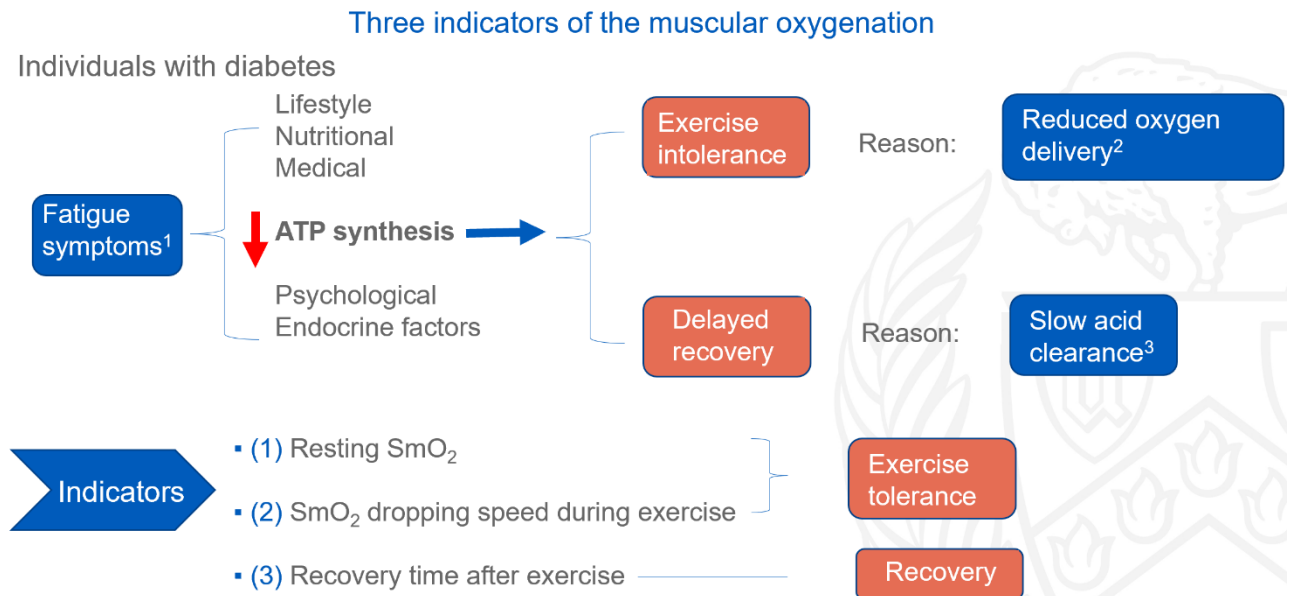 Three indicators of the muscular oxygenation
Individuals with diabetes
Fatigue
symptoms¹
Lifestyle
Nutritional
Medical
ATP synthesis
Psychological
Endocrine factors
Exercise
intolerance
Reason:
Reduced oxygen
delivery²
Delayed
recovery
Reason:
Slow acid
clearance³
Indicators
▪ (1) Resting SmO₂
▪ (2) SmO₂ dropping speed during exercise
▪ (3) Recovery time after exercise
Exercise
tolerance
Recovery